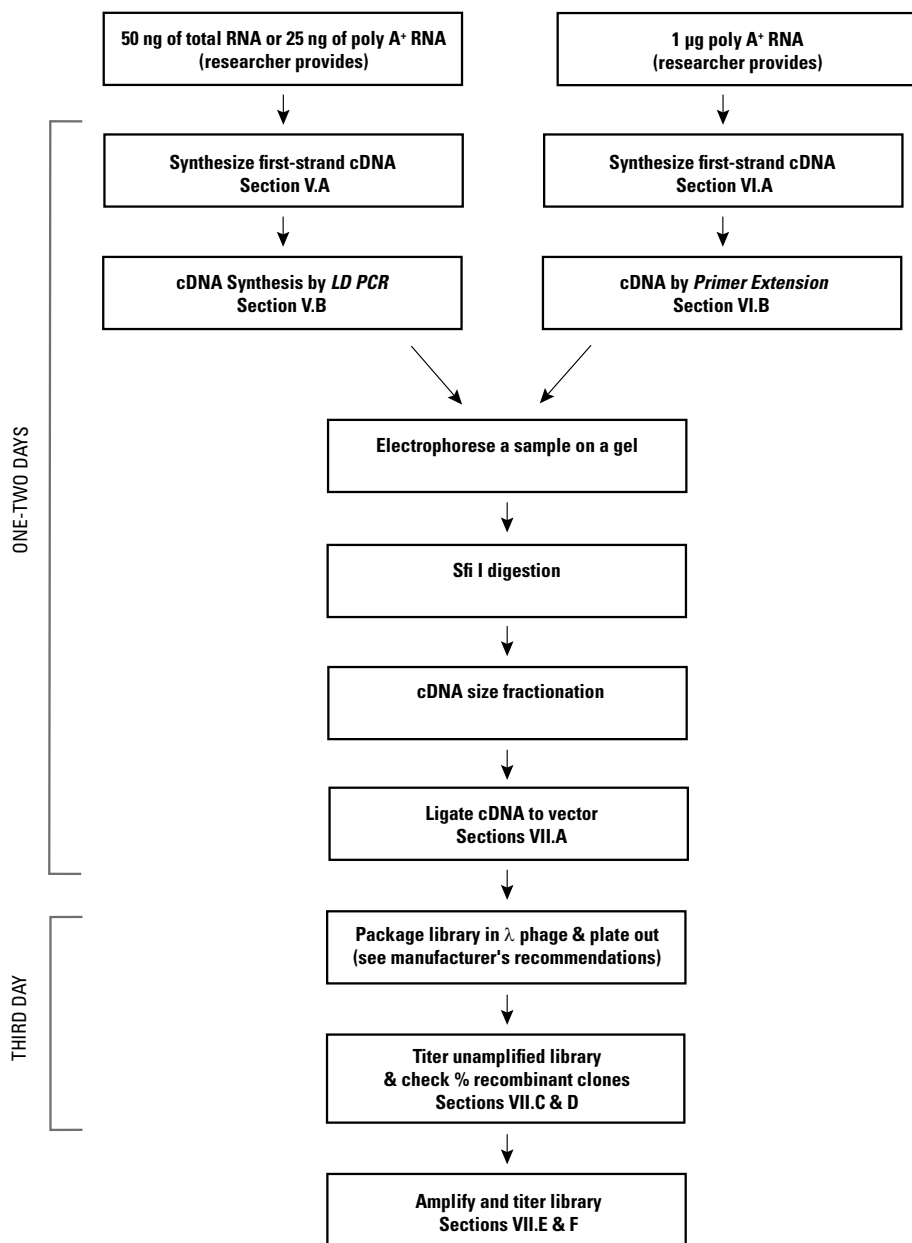 50 ng of total RNA or 25 ng of poly A⁺ RNA
(researcher provides)
1 µg poly A⁺ RNA
(researcher provides)
Synthesize first-strand cDNA
Section V.A
Synthesize first-strand cDNA
Section VI.A
cDNA Synthesis by LD PCR
Section V.B
cDNA by Primer Extension
Section VI.B
ONE-TWO DAYS
Electrophorese a sample on a gel
Sfi I digestion
cDNA size fractionation
Ligate cDNA to vector
Sections VII.A
THIRD DAY
Package library in λ phage & plate out
(see manufacturer's recommendations)
Titer unamplified library
& check % recombinant clones
Sections VII.C & D
Amplify and titer library
Sections VII.E & F